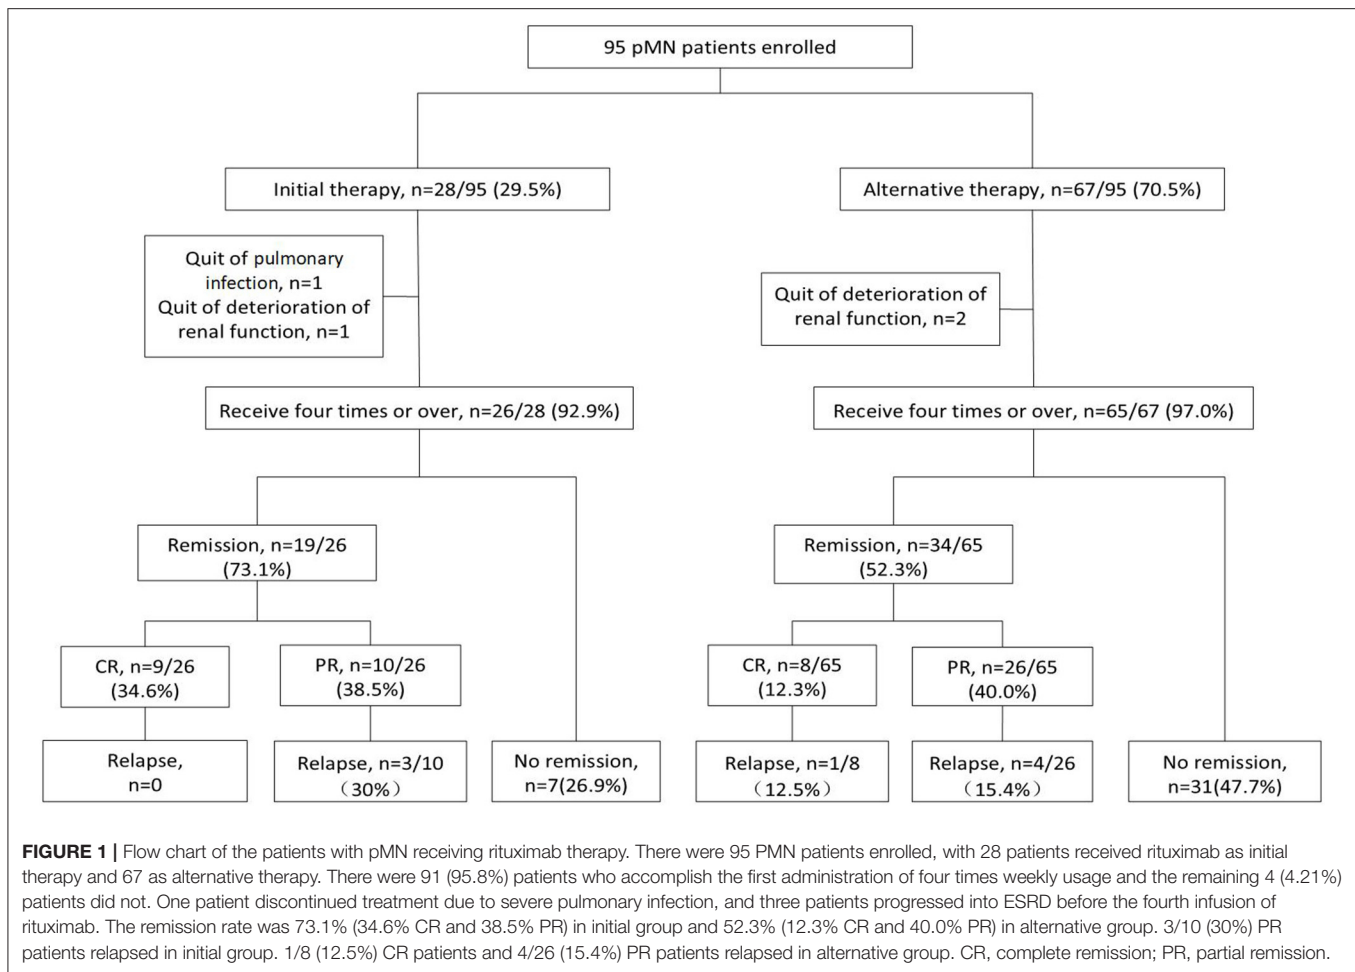 95 pMN patients enrolled
Initial therapy, n=28/95 (29.5%)
Alternative therapy, n=67/95 (70.5%)
Quit of pulmonary
infection, n=1
Quit of deterioration of
renal function, n=1
Quit of deterioration of
renal function, n=2
Receive four times or over, n=26/28 (92.9%)
Receive four times or over, n=65/67 (97.0%)
Remission, n=19/26
(73.1%)
Remission, n=34/65
(52.3%)
CR, n=9/26
(34.6%)
PR, n=10/26
(38.5%)
CR, n=8/65
(12.3%)
PR, n=26/65
(40.0%)
Relapse,
n=0
Relapse, n=3/10
（30%）
No remission,
n=7(26.9%)
Relapse, n=1/8
（12.5%）
Relapse, n=4/26
（15.4%）
No remission,
n=31(47.7%)
FIGURE 1 | Flow chart of the patients with pMN receiving rituximab therapy. There were 95 PMN patients enrolled, with 28 patients received rituximab as initial
therapy and 67 as alternative therapy. There were 91 (95.8%) patients who accomplish the first administration of four times weekly usage and the remaining 4 (4.21%)
patients did not. One patient discontinued treatment due to severe pulmonary infection, and three patients progressed into ESRD before the fourth infusion of
rituximab. The remission rate was 73.1% (34.6% CR and 38.5% PR) in initial group and 52.3% (12.3% CR and 40.0% PR) in alternative group. 3/10 (30%) PR
patients relapsed in initial group. 1/8 (12.5%) CR patients and 4/26 (15.4%) PR patients relapsed in alternative group. CR, complete remission; PR, partial remission.